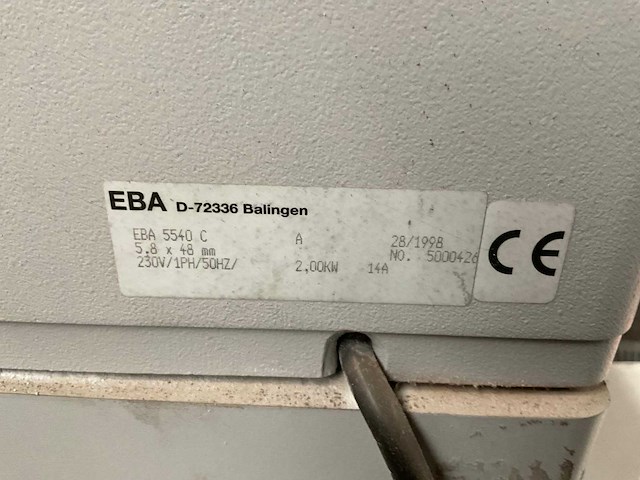 EBA D-72336 Balingen
EBA 5540 C A 28/1998
5.8 x 48 mm NO. 5000426
230V/1PH/50HZ/ 2,00KW 14A
CE